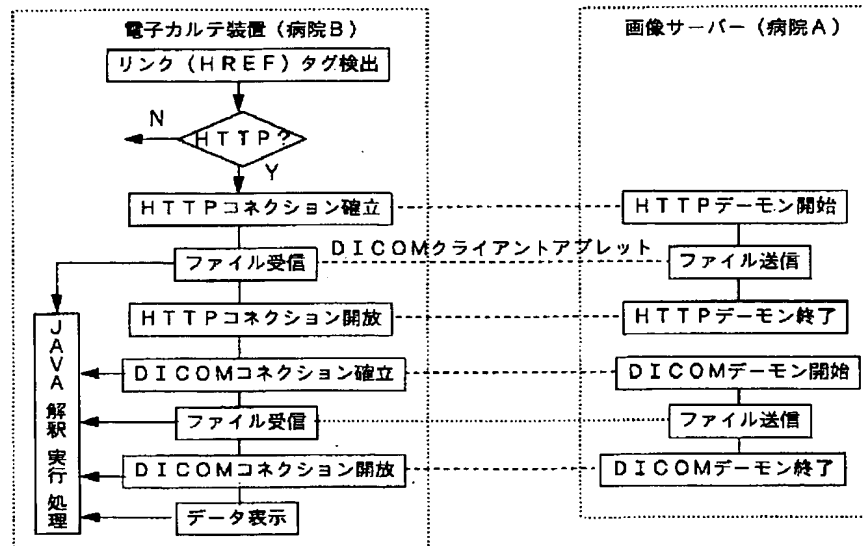 電子カルテ装置（病院B）
リンク（HREF）タグ検出
N
HTTP？
Y
HTTPコネクション確立
ファイル受信
HTTPコネクション開放
DICOMコネクション確立
ファイル受信
DICOMコネクション開放
データ表示
JAVA 解釈 実行 処理
DICOMクライアントアプレット
画像サーバー（病院A）
HTTPデーモン開始
ファイル送信
HTTPデーモン終了
DICOMデーモン開始
ファイル送信
DICOMデーモン終了